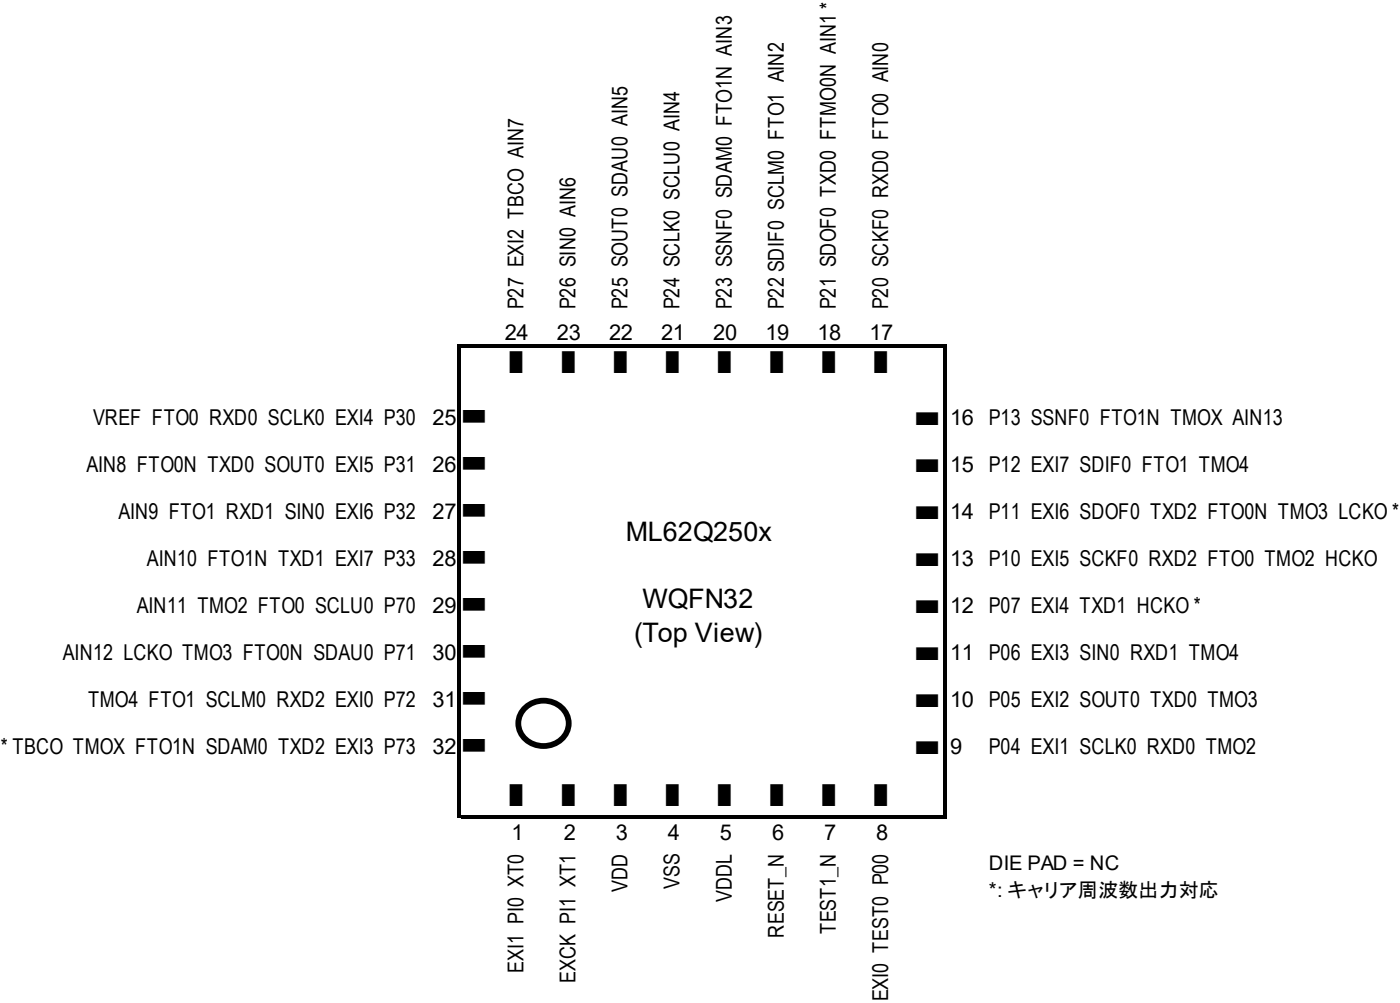 P27 EXI2 TBCO AIN7
P26 SIN0 AIN6
P25 SOUT0 SDAU0 AIN5
P24 SCLK0 SCLU0 AIN4
P23 SSNF0 SDAM0 FTO1N AIN3
P22 SDIF0 SCLM0 FTO1 AIN2
P21 SDOF0 TXD0 FTMO0N AIN1 *
P20 SCKF0 RXD0 FTO0 AIN0
24 23 22 21 20 19 18 17
VREF FTO0 RXD0 SCLK0 EXI4 P30 25
AIN8 FTO0N TXD0 SOUT0 EXI5 P31 26
AIN9 FTO1 RXD1 SIN0 EXI6 P32 27
AIN10 FTO1N TXD1 EXI7 P33 28
AIN11 TMO2 FTO0 SCLU0 P70 29
AIN12 LCKO TMO3 FTO0N SDAU0 P71 30
TMO4 FTO1 SCLM0 RXD2 EXI0 P72 31
* TBCO TMOX FTO1N SDAM0 TXD2 EXI3 P73 32
ML62Q250x
WQFN32
(Top View)
16 P13 SSNF0 FTO1N TMOX AIN13
15 P12 EXI7 SDIF0 FTO1 TMO4
14 P11 EXI6 SDOF0 TXD2 FTO0N TMO3 LCKO *
13 P10 EXI5 SCKF0 RXD2 FTO0 TMO2 HCKO
12 P07 EXI4 TXD1 HCKO *
11 P06 EXI3 SIN0 RXD1 TMO4
10 P05 EXI2 SOUT0 TXD0 TMO3
9 P04 EXI1 SCLK0 RXD0 TMO2
1 2 3 4 5 6 7 8
EXI1 PI0 XT0
EXCK PI1 XT1
VDD
VSS
VDDL
RESET_N
TEST1_N
EXI0 TEST0 P00
DIE PAD = NC
*: キャリア周波数出力対応